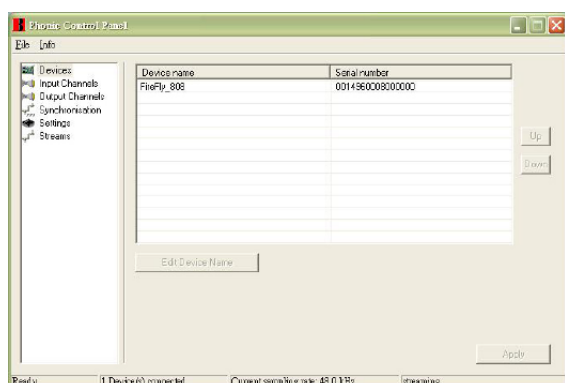 Phonic Control Panel
File Info
Devices
Input Channels
Output Channels
Synchronisation
Settings
Streams
Device name Serial number
FireFly_808 0014960008000000
Up
Down
Edit Device Name
Apply
Ready 1 Device(s) connected Current sampling rate: 48.0 kHz streaming